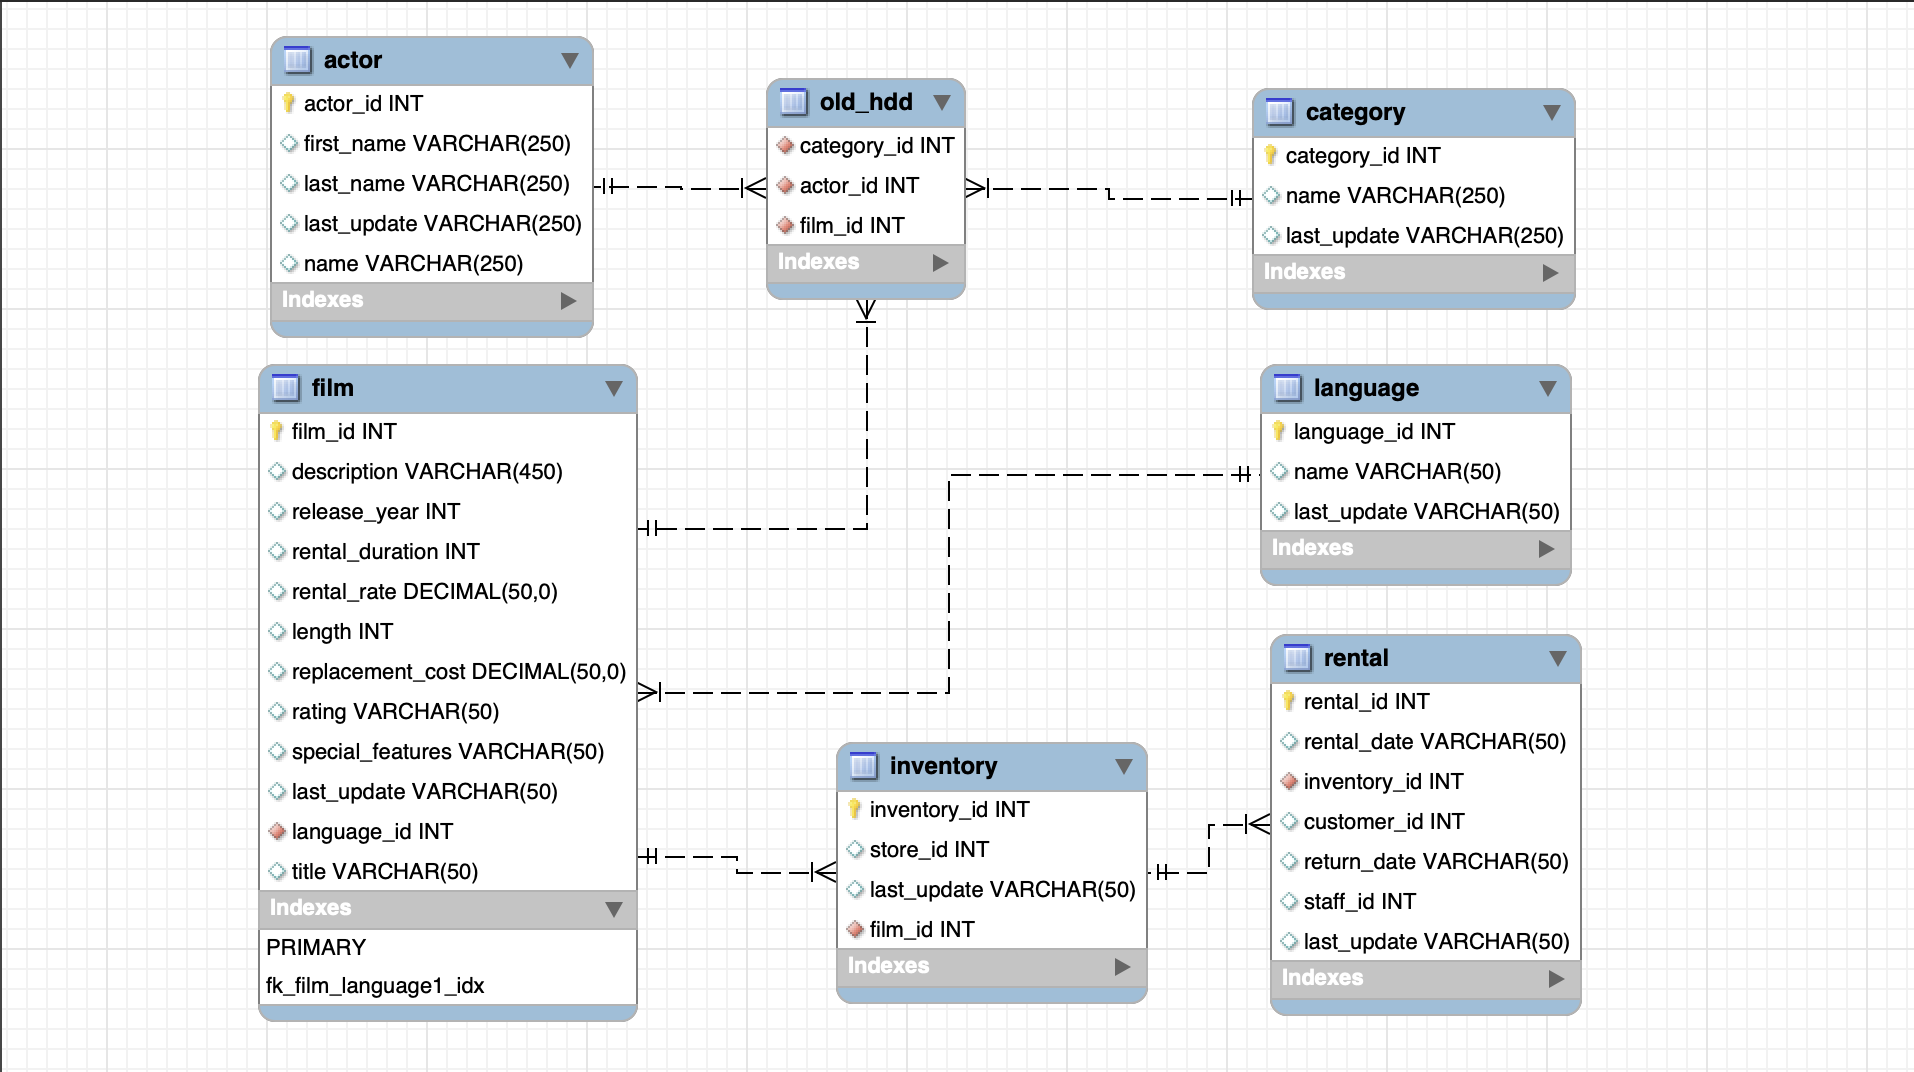 actor
actor_id INT
first_name VARCHAR(250)
last_name VARCHAR(250)
last_update VARCHAR(250)
name VARCHAR(250)
Indexes
old_hdd
category_id INT
actor_id INT
film_id INT
Indexes
category
category_id INT
name VARCHAR(250)
last_update VARCHAR(250)
Indexes
film
film_id INT
description VARCHAR(450)
release_year INT
rental_duration INT
rental_rate DECIMAL(50,0)
length INT
replacement_cost DECIMAL(50,0)
rating VARCHAR(50)
special_features VARCHAR(50)
last_update VARCHAR(50)
language_id INT
title VARCHAR(50)
Indexes
PRIMARY
fk_film_language1_idx
language
language_id INT
name VARCHAR(50)
last_update VARCHAR(50)
Indexes
inventory
inventory_id INT
store_id INT
last_update VARCHAR(50)
film_id INT
Indexes
rental
rental_id INT
rental_date VARCHAR(50)
inventory_id INT
customer_id INT
return_date VARCHAR(50)
staff_id INT
last_update VARCHAR(50)
Indexes